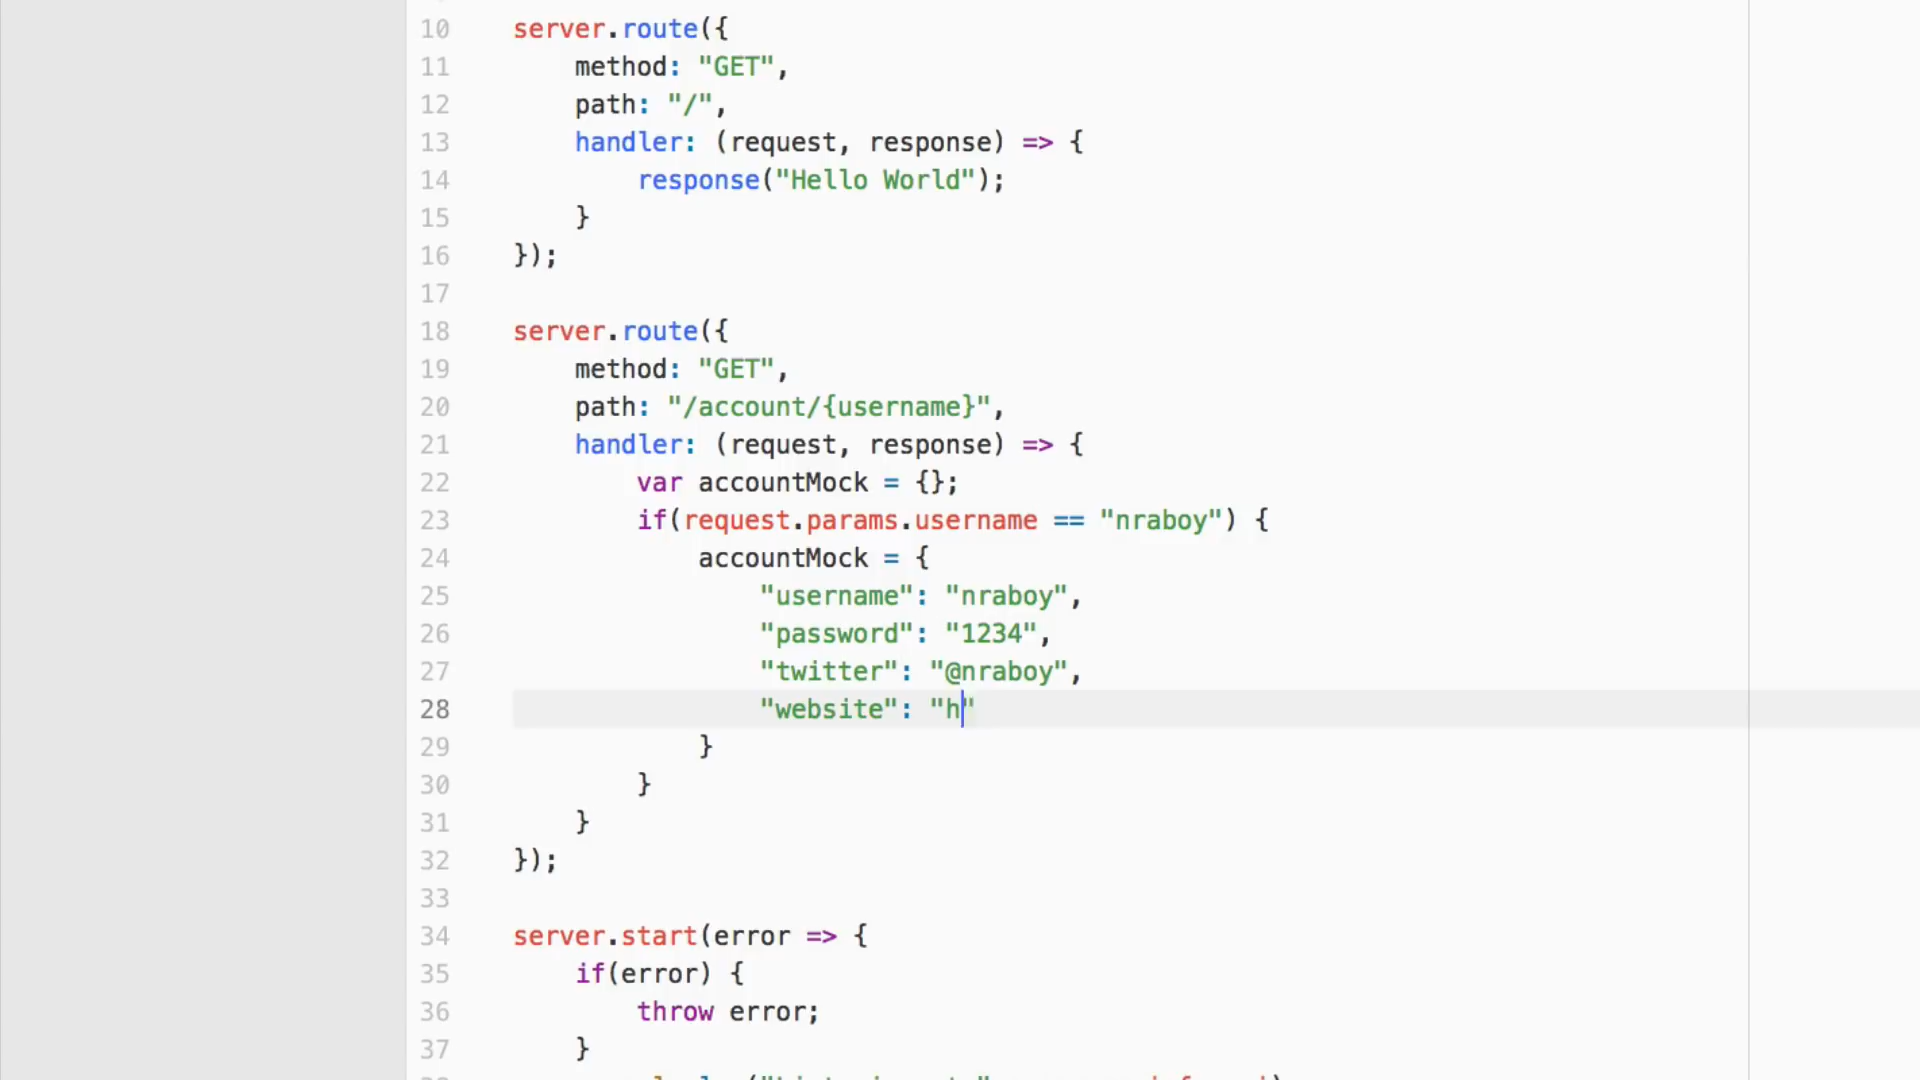 10 server.route({
11 method: "GET",
12 path: "/",
13 handler: (request, response) => {
14 response("Hello World");
15 }
16 });
17
18 server.route({
19 method: "GET",
20 path: "/account/{username}",
21 handler: (request, response) => {
22 var accountMock = {};
23 if(request.params.username == "nraboy") {
24 accountMock = {
25 "username": "nraboy",
26 "password": "1234",
27 "twitter": "@nraboy",
28 "website": "h"
29 }
30 }
31 }
32 });
33
34 server.start(error => {
35 if(error) {
36 throw error;
37 }